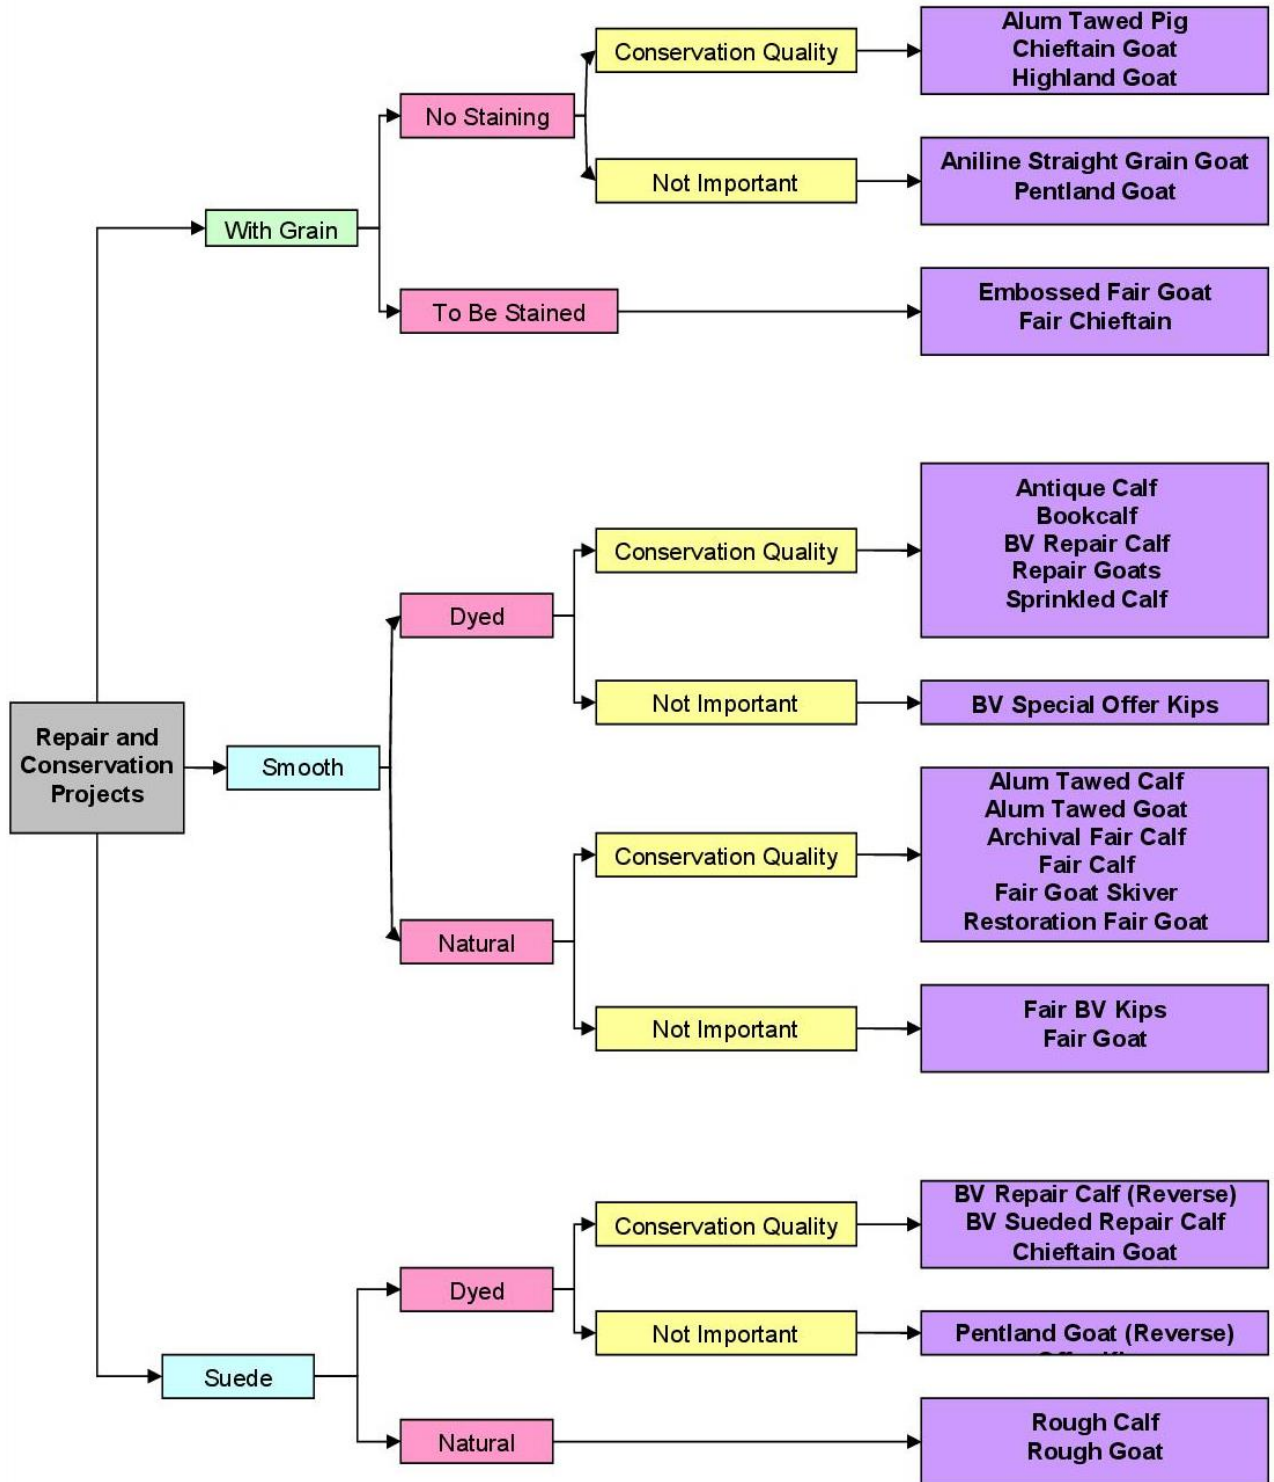 Alum Tawed Pig
Chieftain Goat
Highland Goat
Conservation Quality
No Staining
Not Important
Aniline Straight Grain Goat
Pentland Goat
With Grain
To Be Stained
Embossed Fair Goat
Fair Chieftain
Antique Calf
Bookcalf
BV Repair Calf
Repair Goats
Sprinkled Calf
Conservation Quality
Dyed
Not Important
BV Special Offer Kips
Repair and
Conservation
Projects
Smooth
Alum Tawed Calf
Alum Tawed Goat
Archival Fair Calf
Fair Calf
Fair Goat Skiver
Restoration Fair Goat
Conservation Quality
Natural
Not Important
Fair BV Kips
Fair Goat
BV Repair Calf (Reverse)
BV Sueded Repair Calf
Chieftain Goat
Conservation Quality
Dyed
Not Important
Pentland Goat (Reverse)
Suede
Natural
Rough Calf
Rough Goat